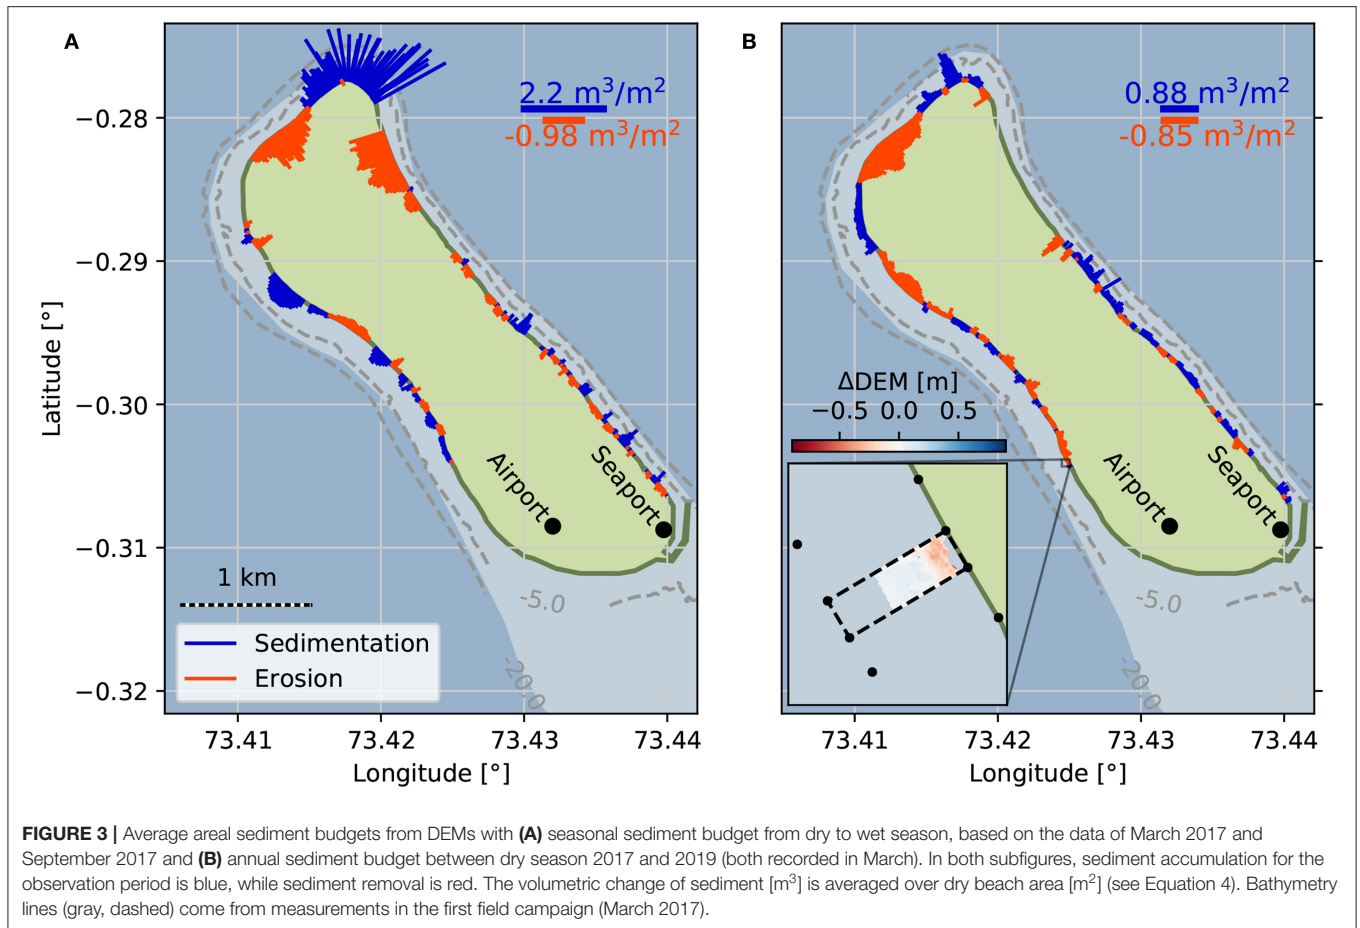 A
B
2.2 m³/m²
-0.98 m³/m²
0.88 m³/m²
-0.85 m³/m²
−0.28
−0.29
−0.30
−0.31
−0.32
Latitude [°]
Airport
Seaport
1 km
Sedimentation
Erosion
-5.0
-20.0
73.41 73.42 73.43 73.44
Longitude [°]
ΔDEM [m]
−0.5 0.0 0.5
Airport
Seaport
-5.0
-20.0
73.41 73.42 73.43 73.44
Longitude [°]
FIGURE 3 | Average areal sediment budgets from DEMs with (A) seasonal sediment budget from dry to wet season, based on the data of March 2017 and
September 2017 and (B) annual sediment budget between dry season 2017 and 2019 (both recorded in March). In both subfigures, sediment accumulation for the
observation period is blue, while sediment removal is red. The volumetric change of sediment [m³] is averaged over dry beach area [m²] (see Equation 4). Bathymetry
lines (gray, dashed) come from measurements in the first field campaign (March 2017).